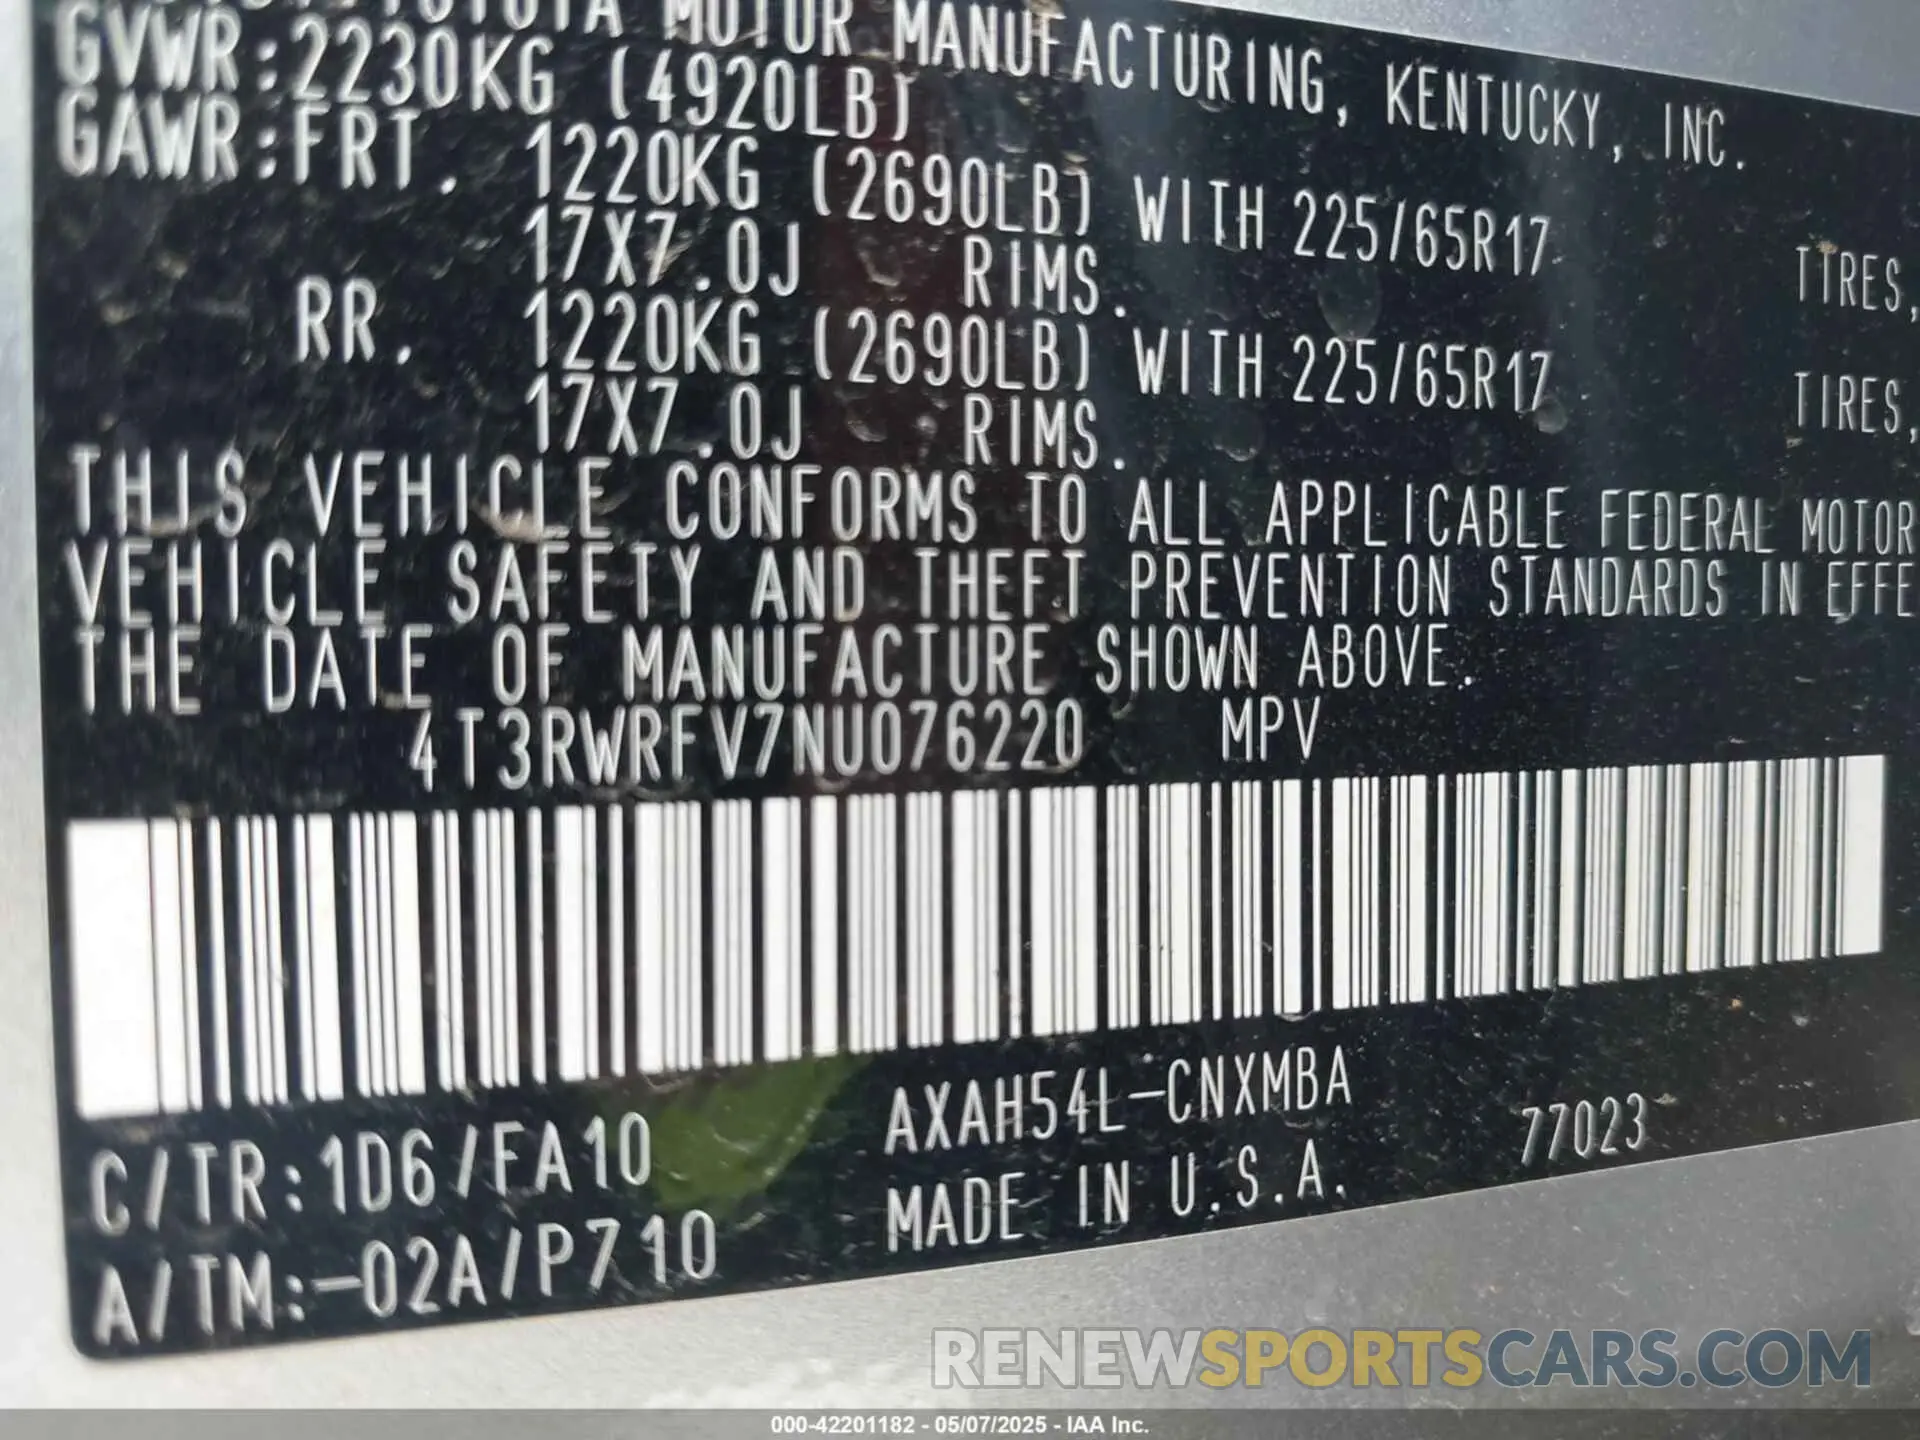 TOYOTA MOTOR MANUFACTURING, KENTUCKY, INC.
GVWR:2230KG (4920LB)
GAWR:FRT. 1220KG (2690LB) WITH 225/65R17 TIRES,
17X7.0J RIMS.
RR. 1220KG (2690LB) WITH 225/65R17 TIRES,
17X7.0J RIMS.
THIS VEHICLE CONFORMS TO ALL APPLICABLE FEDERAL MOTOR
VEHICLE SAFETY AND THEFT PREVENTION STANDARDS IN EFFE
THE DATE OF MANUFACTURE SHOWN ABOVE.
4T3RWRFV7NU076220 MPV
C/TR:1D6/FA10 AXAH54L-CNXMBA 77023
A/TM:-02A/P710 MADE IN U.S.A.
RENEWSPORTSCARS.COM
000-42201182 - 05/07/2025 - IAA Inc.